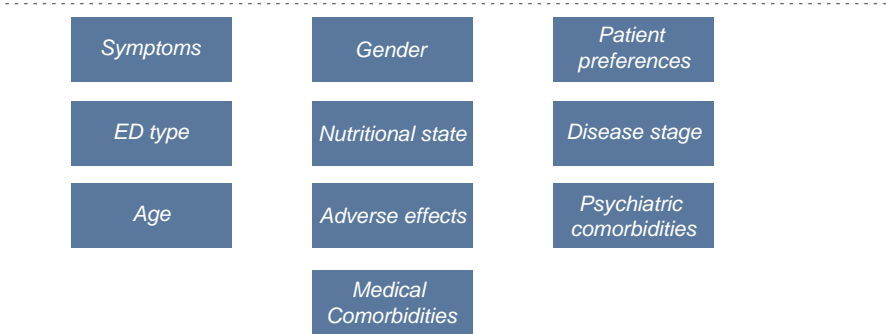 Symptoms
Gender
Patient
preferences
ED type
Nutritional state
Disease stage
Age
Adverse effects
Psychiatric
comorbidities
Medical
Comorbidities